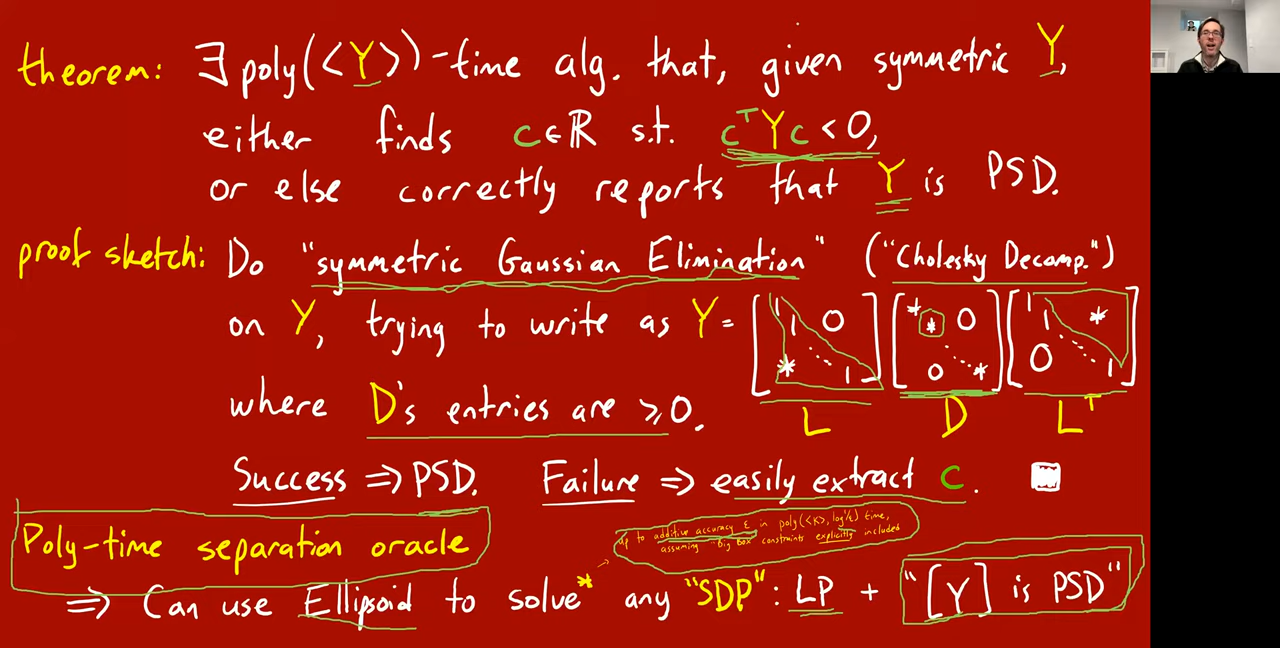 theorem: ∃ poly(<Y>)-time alg. that, given symmetric Y,
either finds c∈ℝ s.t. cᵀYc < 0,
or else correctly reports that Y is PSD.
proof sketch: Do "symmetric Gaussian Elimination" ("Cholesky Decomp.")
on Y, trying to write as Y = [1 1 0 * ⋱ 1] [* * 0 0 ⋱ *] [1 1 * 0 ⋱ 1]
where D's entries are ⩾0. L D Lᵀ
Success ⇒ PSD. Failure ⇒ easily extract c.
up to additive accuracy ε in poly(<K>, log 1/ε) time,
assuming "Big Box" constraints explicitly included
Poly-time separation oracle
⇒ Can use Ellipsoid to solve* any "SDP": LP + "[Y] is PSD"